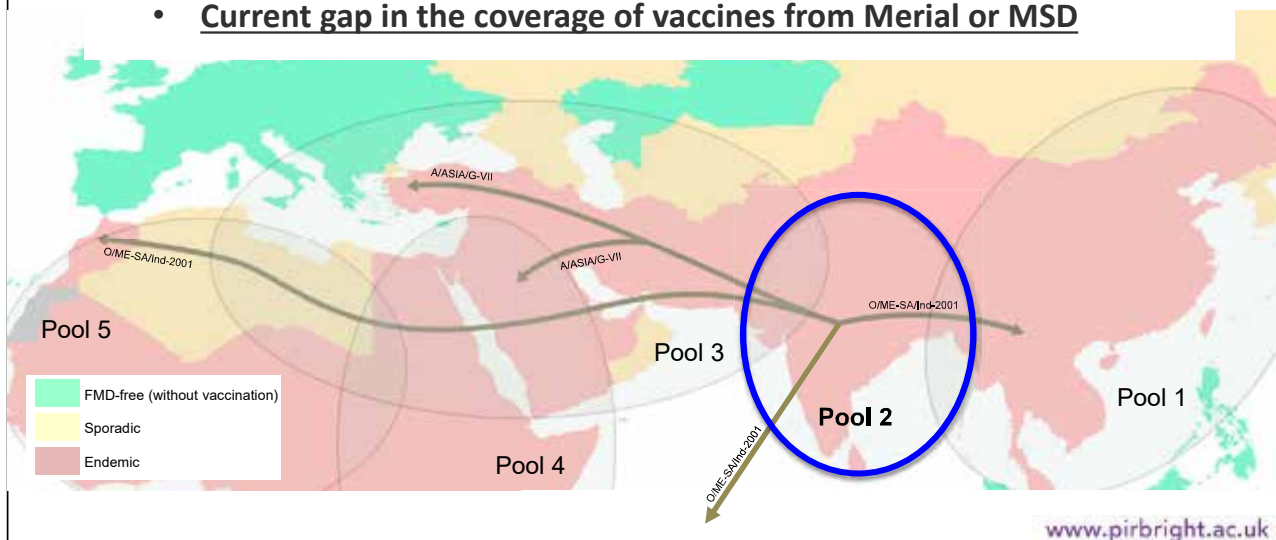 • Current gap in the coverage of vaccines from Merial or MSD
A/ASIA/G-VII
O/ME-SA/Ind-2001
A/ASIA/G-VII
O/ME-SA/Ind-2001
Pool 5
Pool 3
Pool 1
FMD-free (without vaccination)
Sporadic
Endemic
Pool 2
Pool 4
O/ME-SA/Ind-2001
www.pirbright.ac.uk